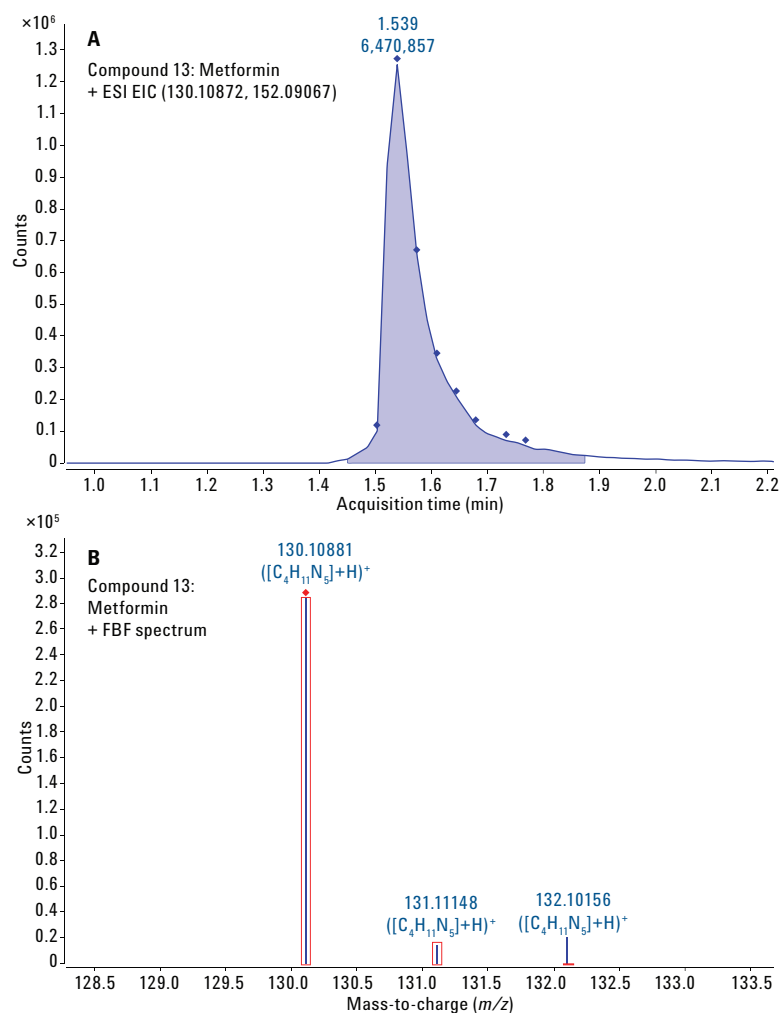 ×10⁶
A
Compound 13: Metformin
+ ESI EIC (130.10872, 152.09067)
1.539
6,470,857
Counts
1.3
1.2
1.1
1.0
0.9
0.8
0.7
0.6
0.5
0.4
0.3
0.2
0.1
0
1.0 1.1 1.2 1.3 1.4 1.5 1.6 1.7 1.8 1.9 2.0 2.1 2.2
Acquisition time (min)
×10⁵
B
Compound 13:
Metformin
+ FBF spectrum
130.10881
([C₄H₁₁N₅]+H)⁺
131.11148
([C₄H₁₁N₅]+H)⁺
132.10156
([C₄H₁₁N₅]+H)⁺
Counts
3.2
3.0
2.8
2.6
2.4
2.2
2.0
1.8
1.6
1.4
1.2
1.0
0.8
0.6
0.4
0.2
0
128.5 129.0 129.5 130.0 130.5 131.0 131.5 132.0 132.5 133.0 133.5
Mass-to-charge (m/z)